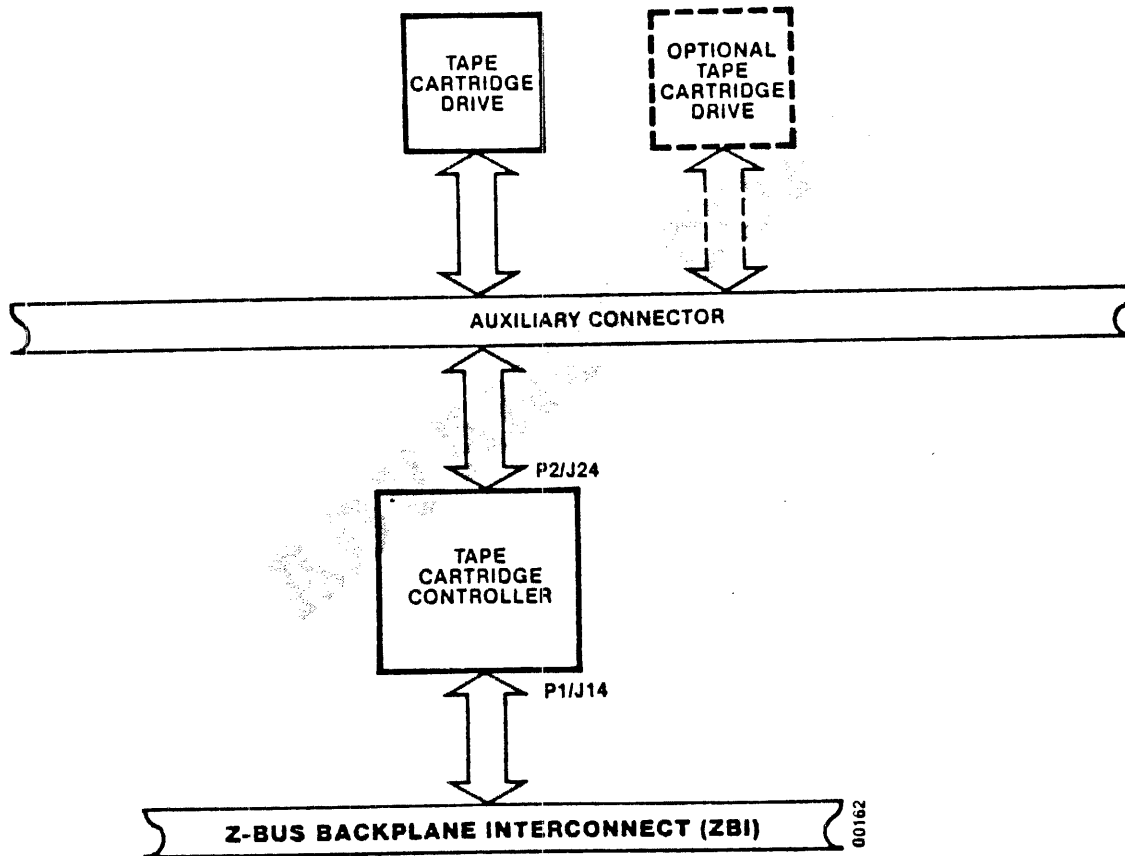 TAPE
CARTRIDGE
DRIVE
OPTIONAL
TAPE
CARTRIDGE
DRIVE
AUXILIARY CONNECTOR
P2/J24
TAPE
CARTRIDGE
CONTROLLER
P1/J14
Z-BUS BACKPLANE INTERCONNECT (ZBI)
00162